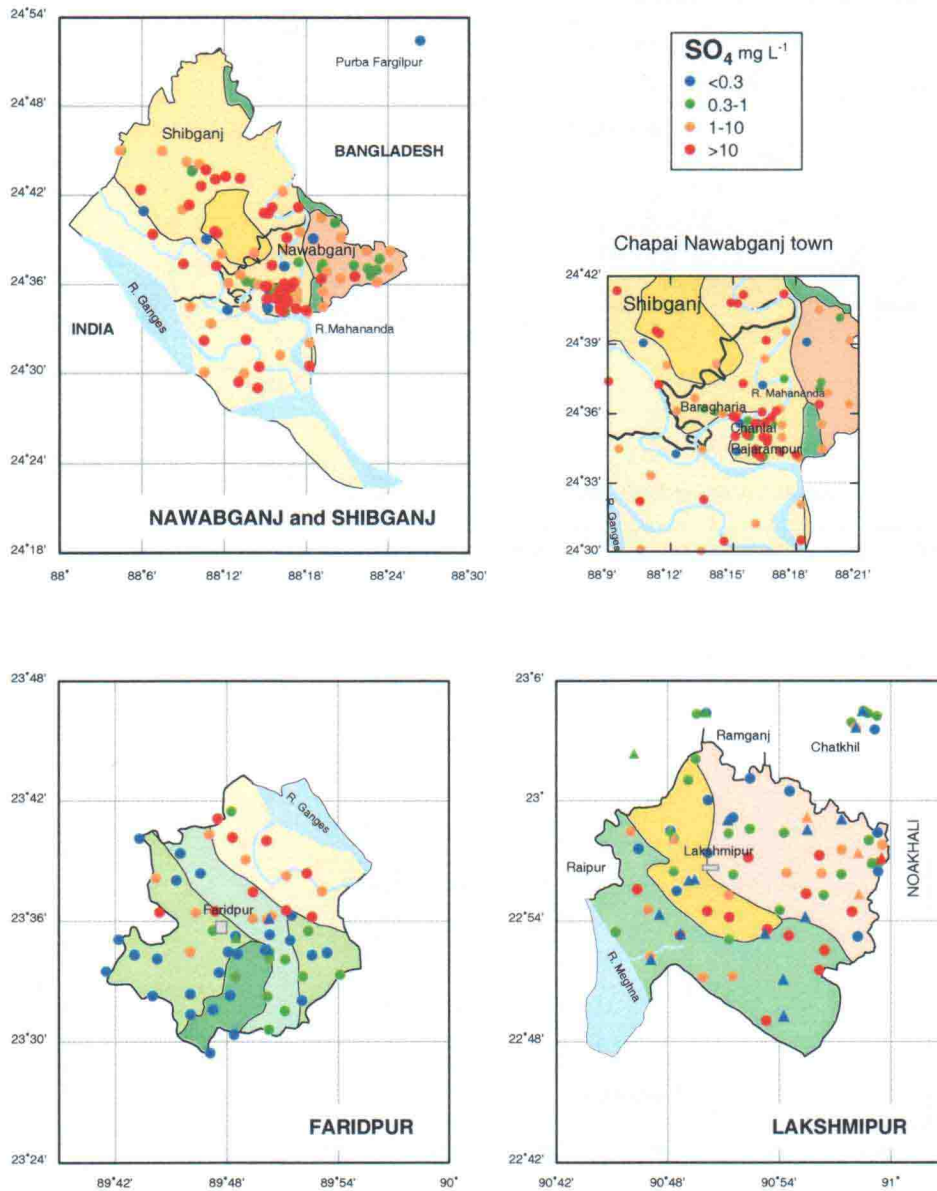 24°54'
24°48'
24°42'
24°36'
24°30'
24°24'
24°18'
Purba Fargilpur
Shibganj
BANGLADESH
Nawabganj
R. Ganges
INDIA
R.Mahananda
NAWABGANJ and SHIBGANJ
88°
88°6'
88°12'
88°18'
88°24'
88°30'
SO4 mg L-1
<0.3
0.3-1
1-10
>10
Chapai Nawabganj town
24°42'
24°39'
24°36'
24°33'
24°30'
Shibganj
R. Mahananda
Baragharia
Chanlai
Rajarampur
R. Ganges
88°9'
88°12'
88°15'
88°18'
88°21'
23°48'
23°42'
23°36'
23°30'
23°24'
R. Ganges
Faridpur
FARIDPUR
89°42'
89°48'
89°54'
90°
23°6'
23°
22°54'
22°48'
22°42'
Ramganj
Chatkhil
Lakshmipur
Raipur
NOAKHALI
R. Meghna
LAKSHMIPUR
90°42'
90°48'
90°54'
91°